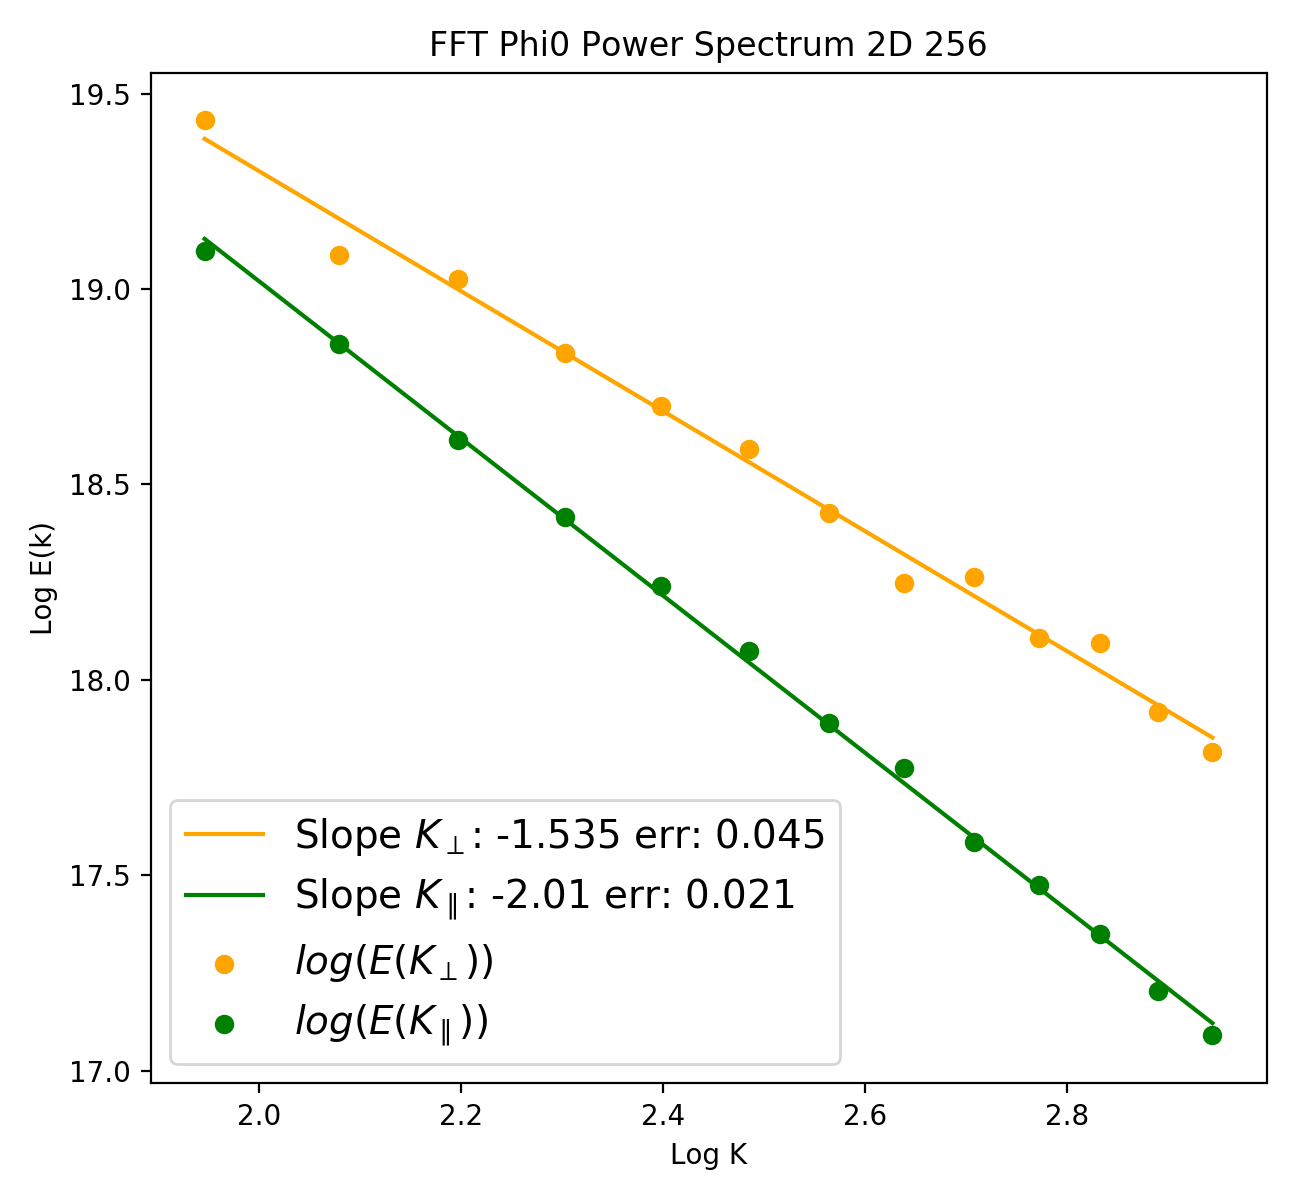 FFT Phi0 Power Spectrum 2D 256
19.5
19.0
18.5
18.0
17.5
17.0
Log E(k)
Slope K⊥: -1.535 err: 0.045
Slope K∥: -2.01 err: 0.021
log(E(K⊥))
log(E(K∥))
2.0 2.2 2.4 2.6 2.8
Log K